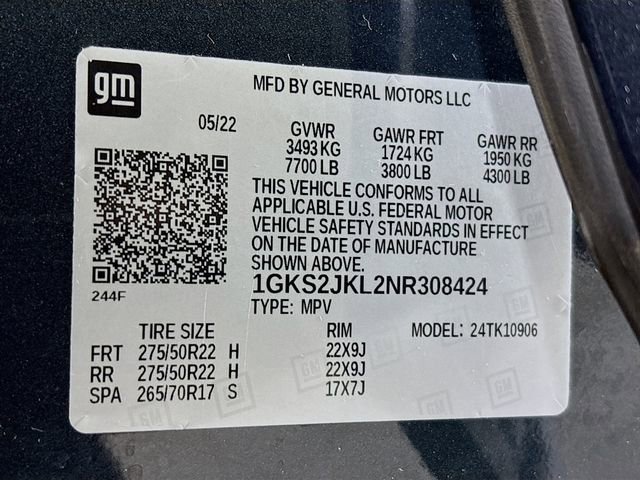 gm
MFD BY GENERAL MOTORS LLC
05/22
GVWR GAWR FRT GAWR RR
3493 KG 1724 KG 1950 KG
7700 LB 3800 LB 4300 LB
THIS VEHICLE CONFORMS TO ALL
APPLICABLE U.S. FEDERAL MOTOR
VEHICLE SAFETY STANDARDS IN EFFECT
ON THE DATE OF MANUFACTURE
SHOWN ABOVE.
244F
1GKS2JKL2NR308424
TYPE: MPV
TIRE SIZE RIM MODEL: 24TK10906
FRT 275/50R22 H 22X9J
RR 275/50R22 H 22X9J
SPA 265/70R17 S 17X7J